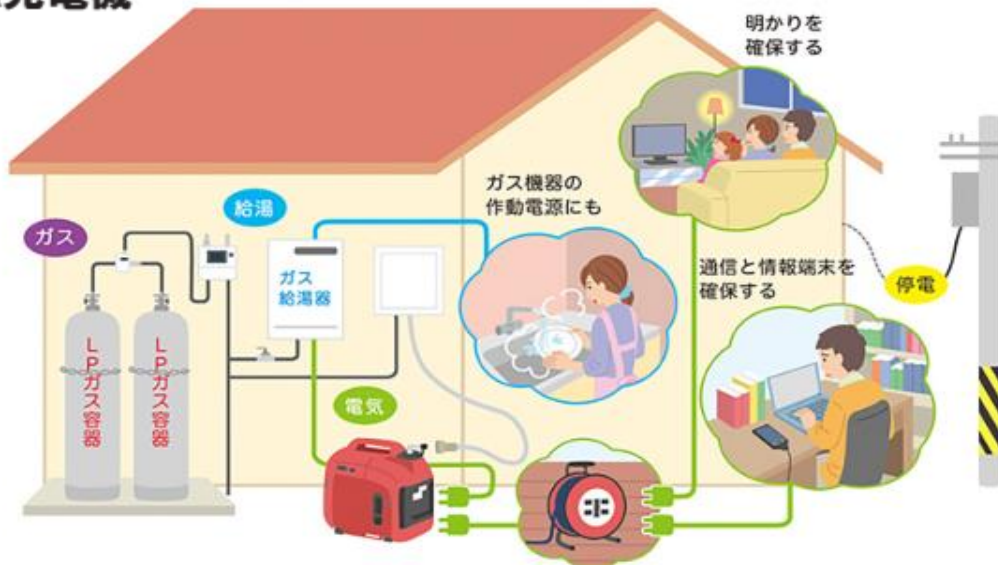 発電機
明かりを
確保する
ガス機器の
作動電源にも
給湯
ガス
ガス
給湯器
通信と情報端末を
確保する
停電
LPガス容器
LPガス容器
電気